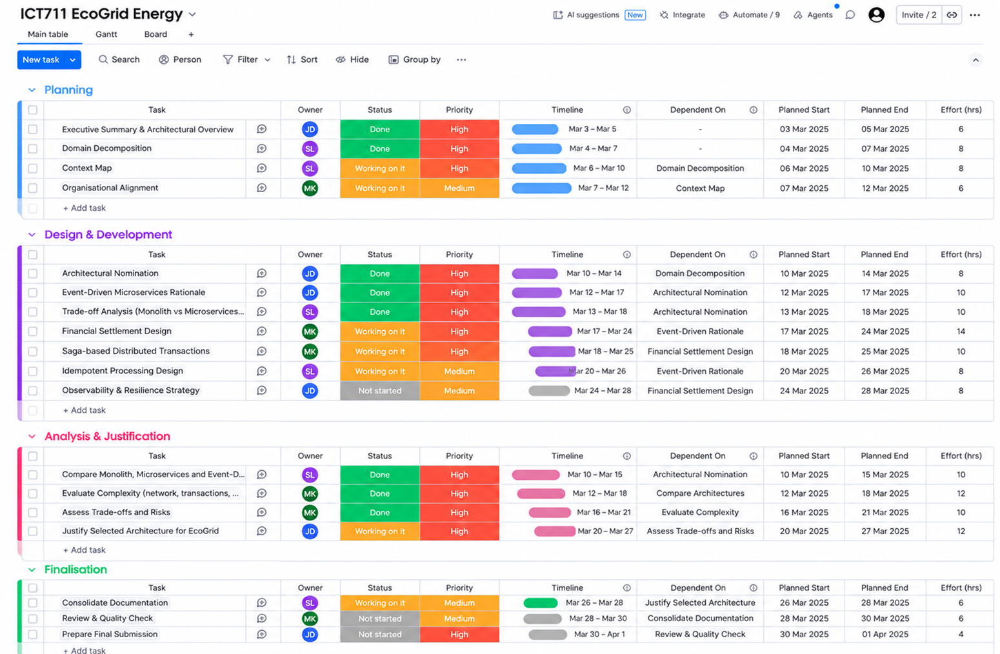 ICT711 EcoGrid Energy
AI suggestions New Integrate Automate / 9 Agents Invite / 2
Main table Gantt Board +
New task Search Person Filter Sort Hide Group by
Planning
Task Owner Status Priority Timeline Dependent On Planned Start Planned End Effort (hrs)
Executive Summary & Architectural Overview JD Done High Mar 3 – Mar 5 - 03 Mar 2025 05 Mar 2025 6
Domain Decomposition SL Done High Mar 4 – Mar 7 - 04 Mar 2025 07 Mar 2025 8
Context Map SL Working on it High Mar 6 – Mar 10 Domain Decomposition 06 Mar 2025 10 Mar 2025 8
Organisational Alignment MK Working on it Medium Mar 7 – Mar 12 Context Map 07 Mar 2025 12 Mar 2025 6
+ Add task
Design & Development
Task Owner Status Priority Timeline Dependent On Planned Start Planned End Effort (hrs)
Architectural Nomination JD Done High Mar 10 – Mar 14 Domain Decomposition 10 Mar 2025 14 Mar 2025 8
Event-Driven Microservices Rationale JD Done High Mar 12 – Mar 17 Architectural Nomination 12 Mar 2025 17 Mar 2025 10
Trade-off Analysis (Monolith vs Microservices... SL Done High Mar 13 – Mar 18 Architectural Nomination 13 Mar 2025 18 Mar 2025 10
Financial Settlement Design MK Working on it High Mar 17 – Mar 24 Event-Driven Rationale 17 Mar 2025 24 Mar 2025 14
Saga-based Distributed Transactions MK Working on it High Mar 18 – Mar 25 Financial Settlement Design 18 Mar 2025 25 Mar 2025 10
Idempotent Processing Design SL Working on it Medium Mar 20 – Mar 26 Event-Driven Rationale 20 Mar 2025 26 Mar 2025 8
Observability & Resilience Strategy JD Not started Medium Mar 24 – Mar 28 Financial Settlement Design 24 Mar 2025 28 Mar 2025 8
+ Add task
Analysis & Justification
Task Owner Status Priority Timeline Dependent On Planned Start Planned End Effort (hrs)
Compare Monolith, Microservices and Event-D... SL Done High Mar 10 – Mar 15 Architectural Nomination 10 Mar 2025 15 Mar 2025 10
Evaluate Complexity (network, transactions, ... MK Done High Mar 12 – Mar 18 Compare Architectures 12 Mar 2025 18 Mar 2025 12
Assess Trade-offs and Risks MK Done High Mar 16 – Mar 21 Evaluate Complexity 16 Mar 2025 21 Mar 2025 10
Justify Selected Architecture for EcoGrid JD Working on it High Mar 20 – Mar 27 Assess Trade-offs and Risks 20 Mar 2025 27 Mar 2025 12
+ Add task
Finalisation
Task Owner Status Priority Timeline Dependent On Planned Start Planned End Effort (hrs)
Consolidate Documentation SL Working on it Medium Mar 26 – Mar 28 Justify Selected Architecture 26 Mar 2025 28 Mar 2025 6
Review & Quality Check MK Not started Medium Mar 28 – Mar 30 Consolidate Documentation 28 Mar 2025 30 Mar 2025 6
Prepare Final Submission JD Not started High Mar 30 – Apr 1 Review & Quality Check 30 Mar 2025 01 Apr 2025 4
+ Add task